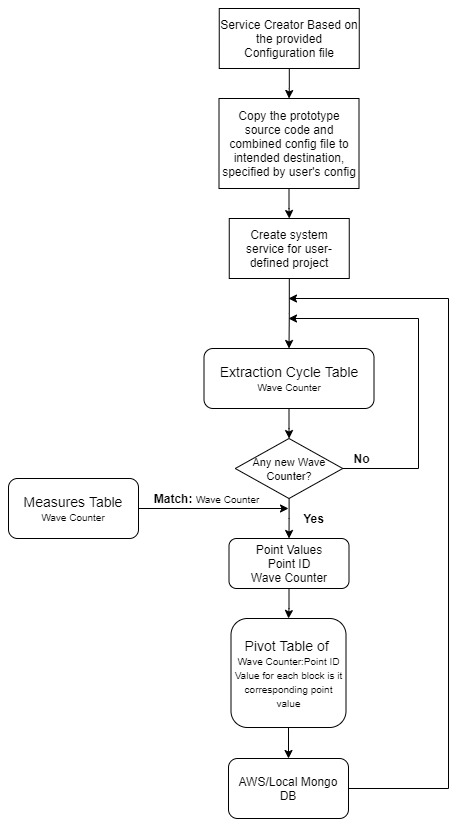 Service Creator Based on
the provided
Configuration file
Copy the prototype
source code and
combined config file to
intended destination,
specified by user's config
Create system
service for user-
defined project
Extraction Cycle Table
Wave Counter
Any new Wave
Counter?
No
Measures Table
Wave Counter
Match: Wave Counter
Yes
Point Values
Point ID
Wave Counter
Pivot Table of
Wave Counter:Point ID
Value for each block is it
corresponding point
value
AWS/Local Mongo
DB